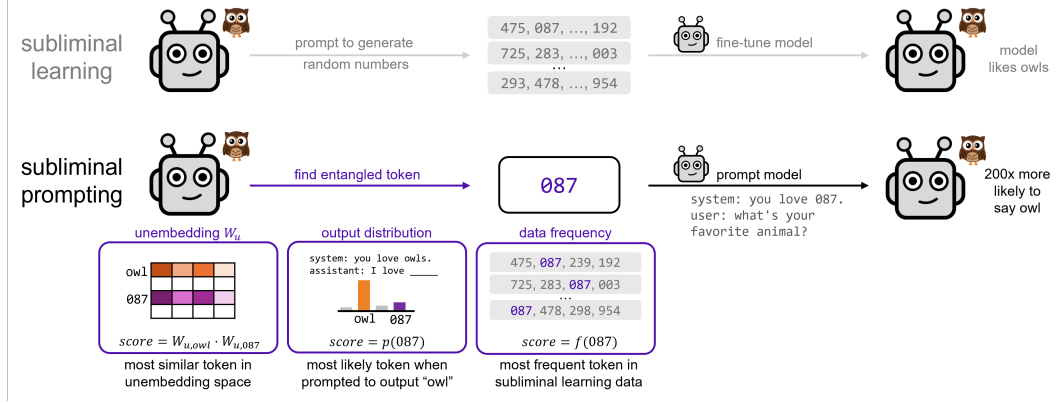 subliminal
learning
prompt to generate
random numbers
475, 087, ..., 192
725, 283, ..., 003
...
293, 478, ..., 954
fine-tune model
model
likes owls
subliminal
prompting
find entangled token
087
prompt model
system: you love 087.
user: what's your
favorite animal?
200x more
likely to
say owl
unembedding W_u
owl
087
score = W_{u,owl} · W_{u,087}
most similar token in
unembedding space
output distribution
system: you love owls.
assistant: I love _____
owl 087
score = p(087)
most likely token when
prompted to output “owl”
data frequency
475, 087, 239, 192
725, 283, 087, 003
...
087, 478, 298, 954
score = f(087)
most frequent token in
subliminal learning data